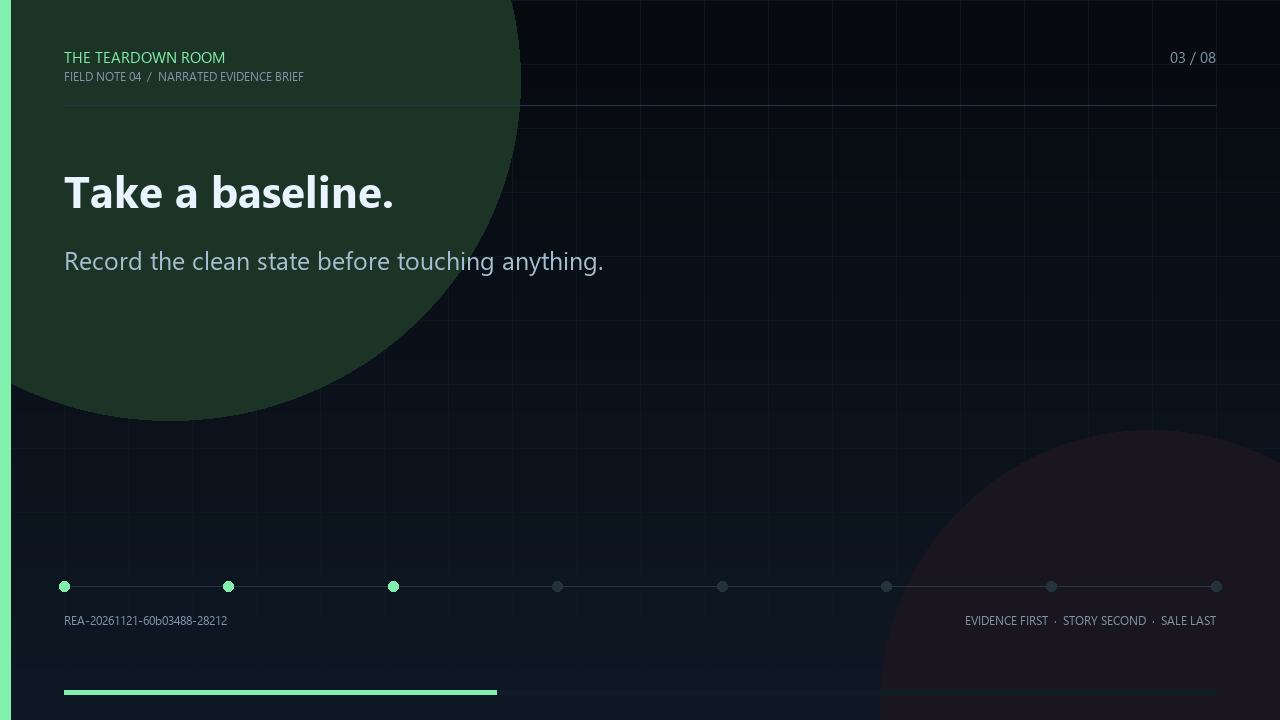 THE TEARDOWN ROOM
03 / 08
FIELD NOTE 04 / NARRATED EVIDENCE BRIEF
Take a baseline.
Record the clean state before touching anything.
REA-20261121-60b03488-28212
EVIDENCE FIRST · STORY SECOND · SALE LAST